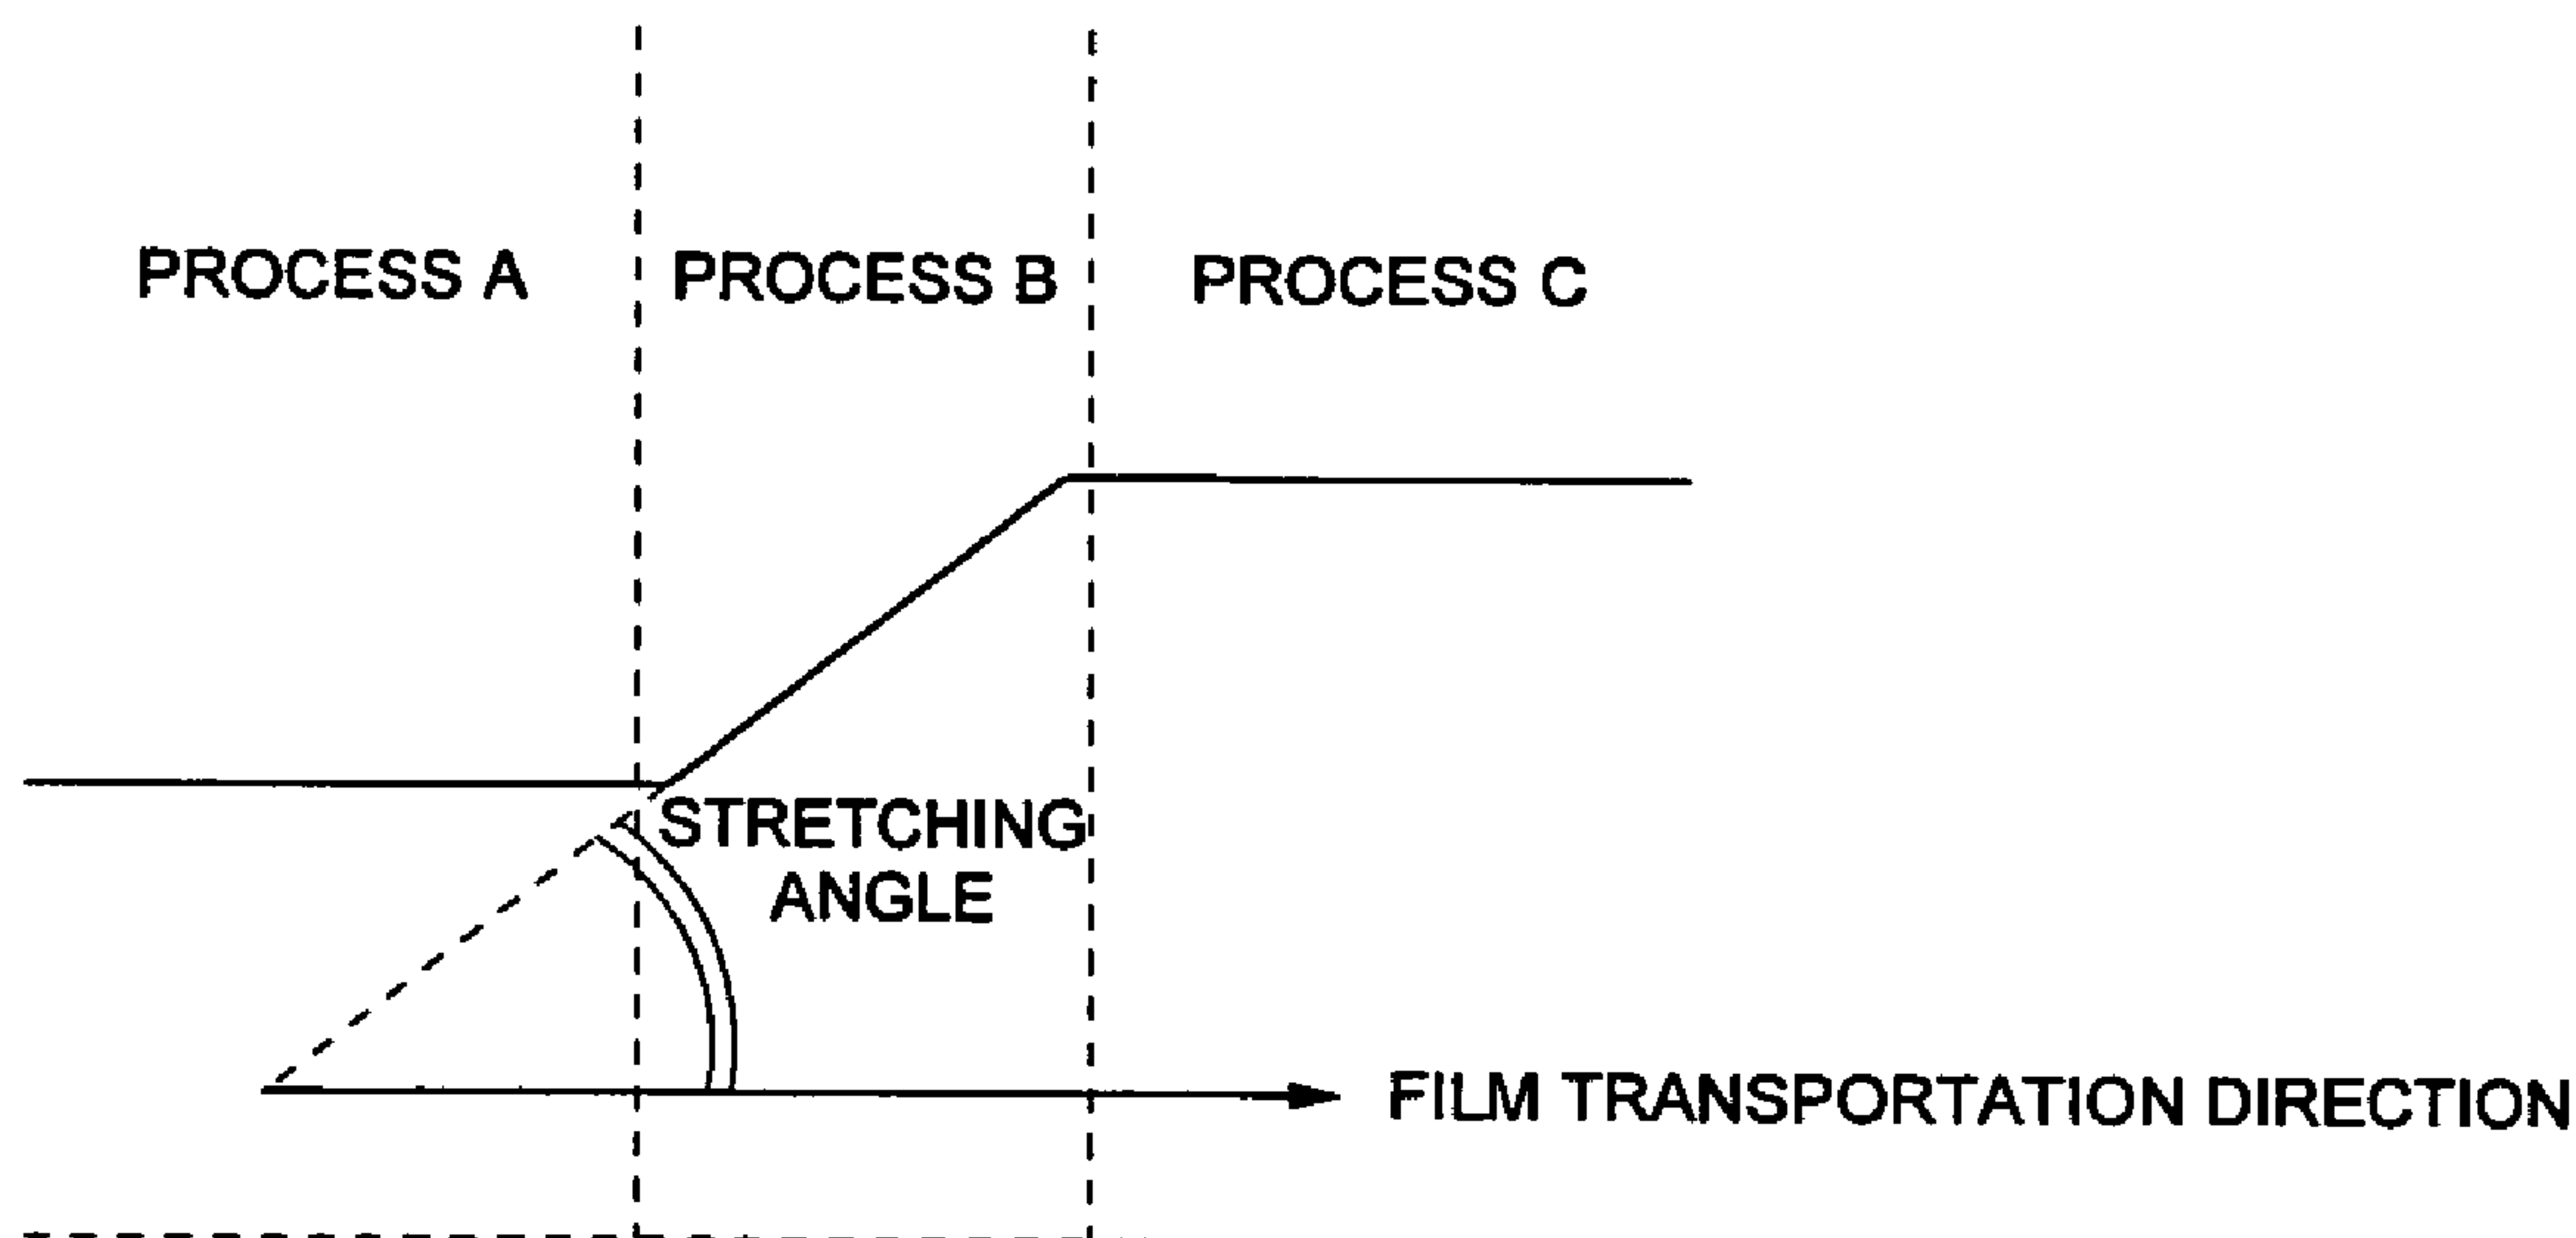 PROCESS A
PROCESS B
PROCESS C
STRETCHING
ANGLE
FILM TRANSPORTATION DIRECTION